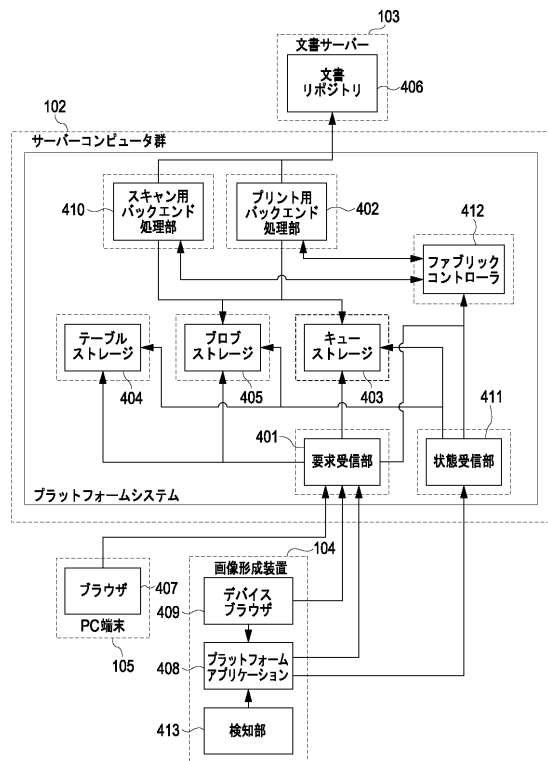 103
文書サーバー
文書
リポジトリ
406
102
サーバーコンピュータ群
スキャン用
バックエンド
処理部
410
プリント用
バックエンド
処理部
402
412
ファブリック
コントローラ
テーブル
ストレージ
404
ブロブ
ストレージ
405
キュー
ストレージ
403
401
要求受信部
411
状態受信部
プラットフォームシステム
104
画像形成装置
ブラウザ
407
PC端末
105
デバイス
ブラウザ
409
プラットフォーム
アプリケーション
408
検知部
413